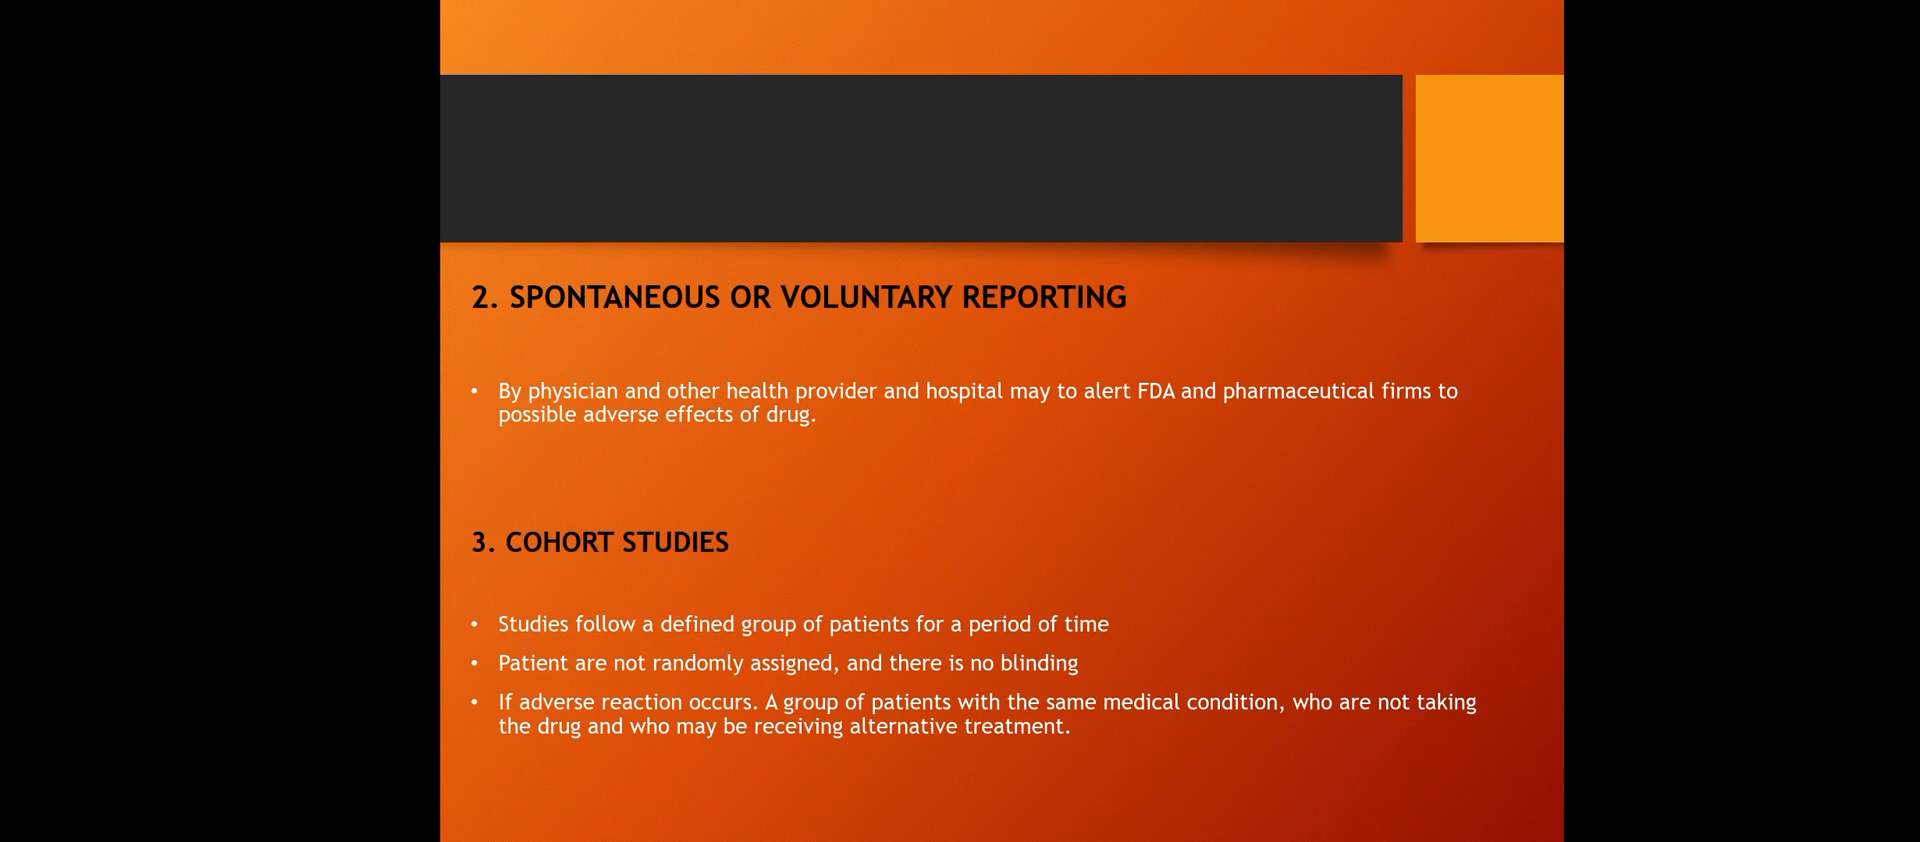 2. SPONTANEOUS OR VOLUNTARY REPORTING
• By physician and other health provider and hospital may to alert FDA and pharmaceutical firms to
possible adverse effects of drug.
3. COHORT STUDIES
• Studies follow a defined group of patients for a period of time
• Patient are not randomly assigned, and there is no blinding
• If adverse reaction occurs. A group of patients with the same medical condition, who are not taking
the drug and who may be receiving alternative treatment.